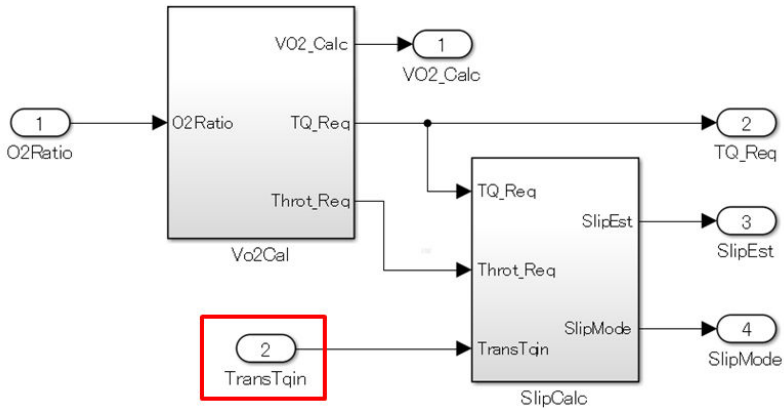 VO2_Calc
1
VO2_Calc
1
O2Ratio
O2Ratio
TQ_Req
2
TQ_Req
Throt_Req
Vo2Cal
TQ_Req
SlipEst
3
SlipEst
Throt_Req
2
TransTqin
TransTqin
SlipMode
4
SlipMode
SlipCalc